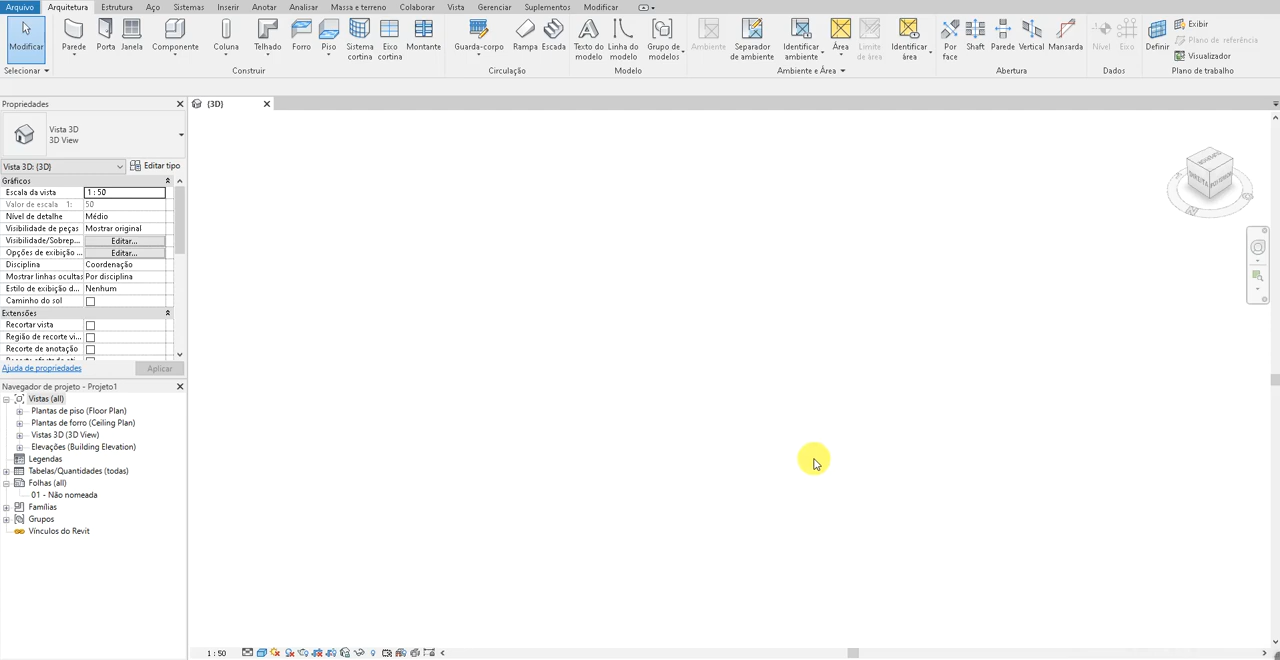 Arquivo Arquitetura Estrutura Aço Sistemas Inserir Anotar Analisar Massa e terreno Colaborar Vista Gerenciar Suplementos Modificar
Modificar Parede Porta Janela Componente Coluna Telhado Forro Piso Sistema cortina Eixo cortina Montante Guarda-corpo Rampa Escada Texto do modelo Linha do modelo Grupo de modelos Ambiente Separador de ambiente Identificar ambiente Área Limite de área Identificar área Por face Shaft Parede Vertical Mansarda Nível Eixo Definir Exibir
Plano de referência
Visualizador
Selecionar Construir Circulação Modelo Ambiente e Área Abertura Dados Plano de trabalho
Propriedades
{3D}
Vista 3D
3D View
Vista 3D: {3D} Editar tipo
Gráficos
Escala da vista 1 : 50
Valor de escala 1: 50
Nível de detalhe Médio
Visibilidade de peças Mostrar original
Visibilidade/Sobrep... Editar...
Opções de exibição ... Editar...
Disciplina Coordenação
Mostrar linhas ocultas Por disciplina
Estilo de exibição d... Nenhum
Caminho do sol
Extensões
Recortar vista
Região de recorte vi...
Recorte de anotação
Ajuda de propriedades Aplicar
Navegador de projeto - Projeto1
Vistas (all)
Plantas de piso (Floor Plan)
Plantas de forro (Ceiling Plan)
Vistas 3D (3D View)
Elevações (Building Elevation)
Legendas
Tabelas/Quantidades (todas)
Folhas (all)
01 - Não nomeada
Famílias
Grupos
Vínculos do Revit
1 : 50